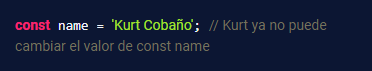 const name = 'Kurt Cobaño'; // Kurt ya no puede
cambiar el valor de const name